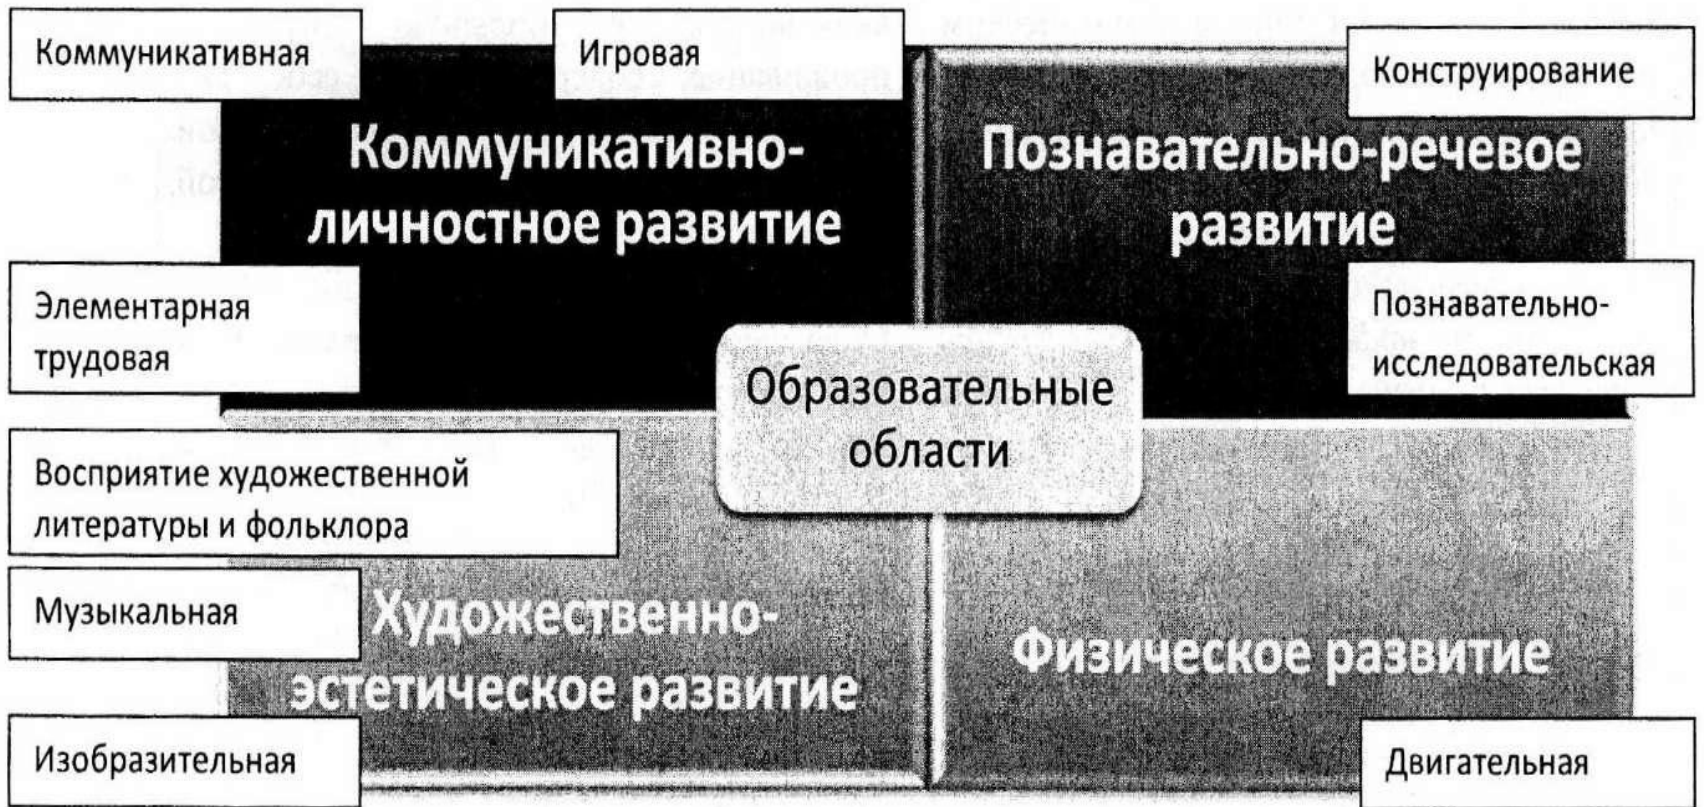 Коммуникативная
Игровая
Конструирование
Коммуникативно-
личностное развитие
Познавательно-речевое
развитие
Элементарная
трудовая
Познавательно-
исследовательская
Образовательные
области
Восприятие художественной
литературы и фольклора
Музыкальная
Художественно-
эстетическое развитие
Физическое развитие
Изобразительная
Двигательная